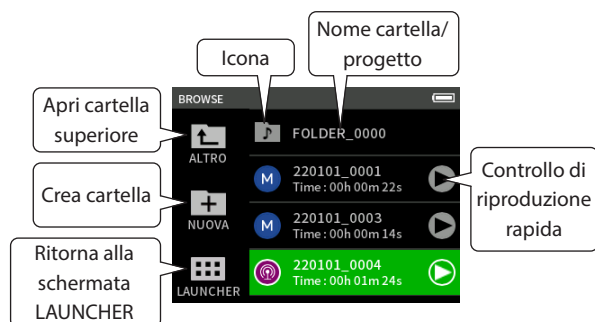 Nome cartella/
progetto
Icona
Apri cartella
superiore
Crea cartella
Ritorna alla
schermata
LAUNCHER
BROWSE
ALTRO
NUOVA
LAUNCHER
FOLDER_0000
M
220101_0001
Time : 00h 00m 22s
M
220101_0003
Time : 00h 00m 14s
220101_0004
Time : 00h 01m 24s
Controllo di
riproduzione
rapida